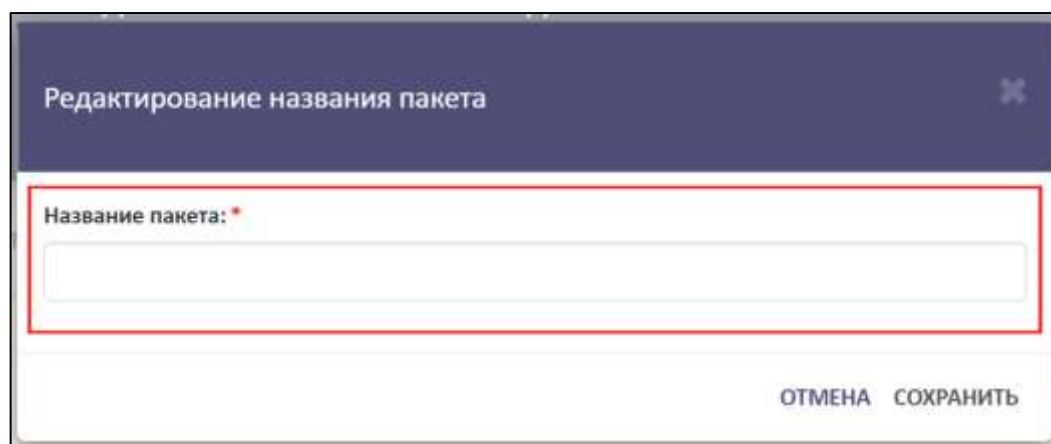 Редактирование названия пакета
Название пакета: *
ОТМЕНА СОХРАНИТЬ